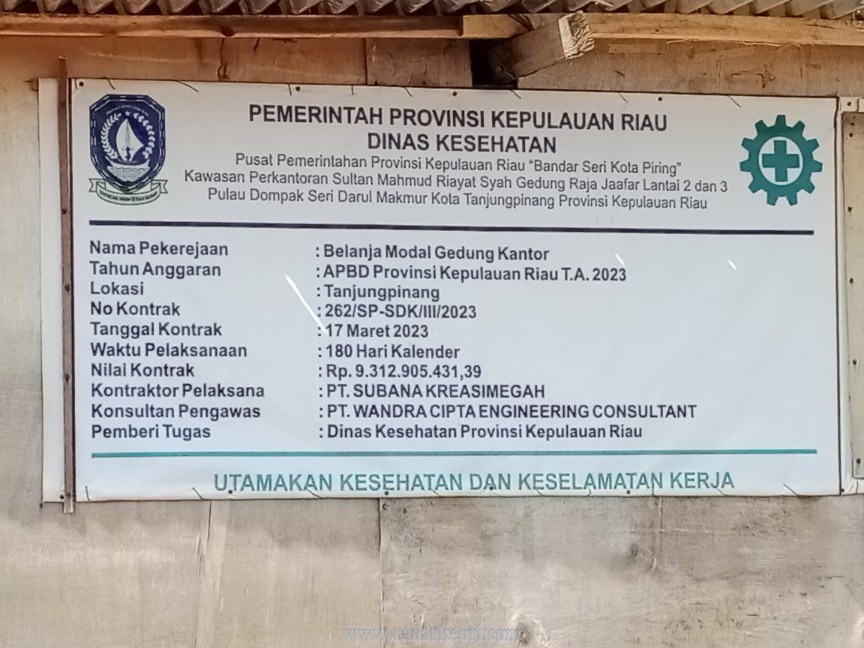 PEMERINTAH PROVINSI KEPULAUAN RIAU
DINAS KESEHATAN
Pusat Pemerintahan Provinsi Kepulauan Riau "Bandar Seri Kota Piring"
Kawasan Perkantoran Sultan Mahmud Riayat Syah Gedung Raja Jaafar Lantai 2 dan 3
Pulau Dompak Seri Darul Makmur Kota Tanjungpinang Provinsi Kepulauan Riau
Nama Pekerejaan : Belanja Modal Gedung Kantor
Tahun Anggaran : APBD Provinsi Kepulauan Riau T.A. 2023
Lokasi : Tanjungpinang
No Kontrak : 262/SP-SDK/III/2023
Tanggal Kontrak : 17 Maret 2023
Waktu Pelaksanaan : 180 Hari Kalender
Nilai Kontrak : Rp. 9.312.905.431,39
Kontraktor Pelaksana : PT. SUBANA KREASIMEGAH
Konsultan Pengawas : PT. WANDRA CIPTA ENGINEERING CONSULTANT
Pemberi Tugas : Dinas Kesehatan Provinsi Kepulauan Riau
UTAMAKAN KESEHATAN DAN KESELAMATAN KERJA